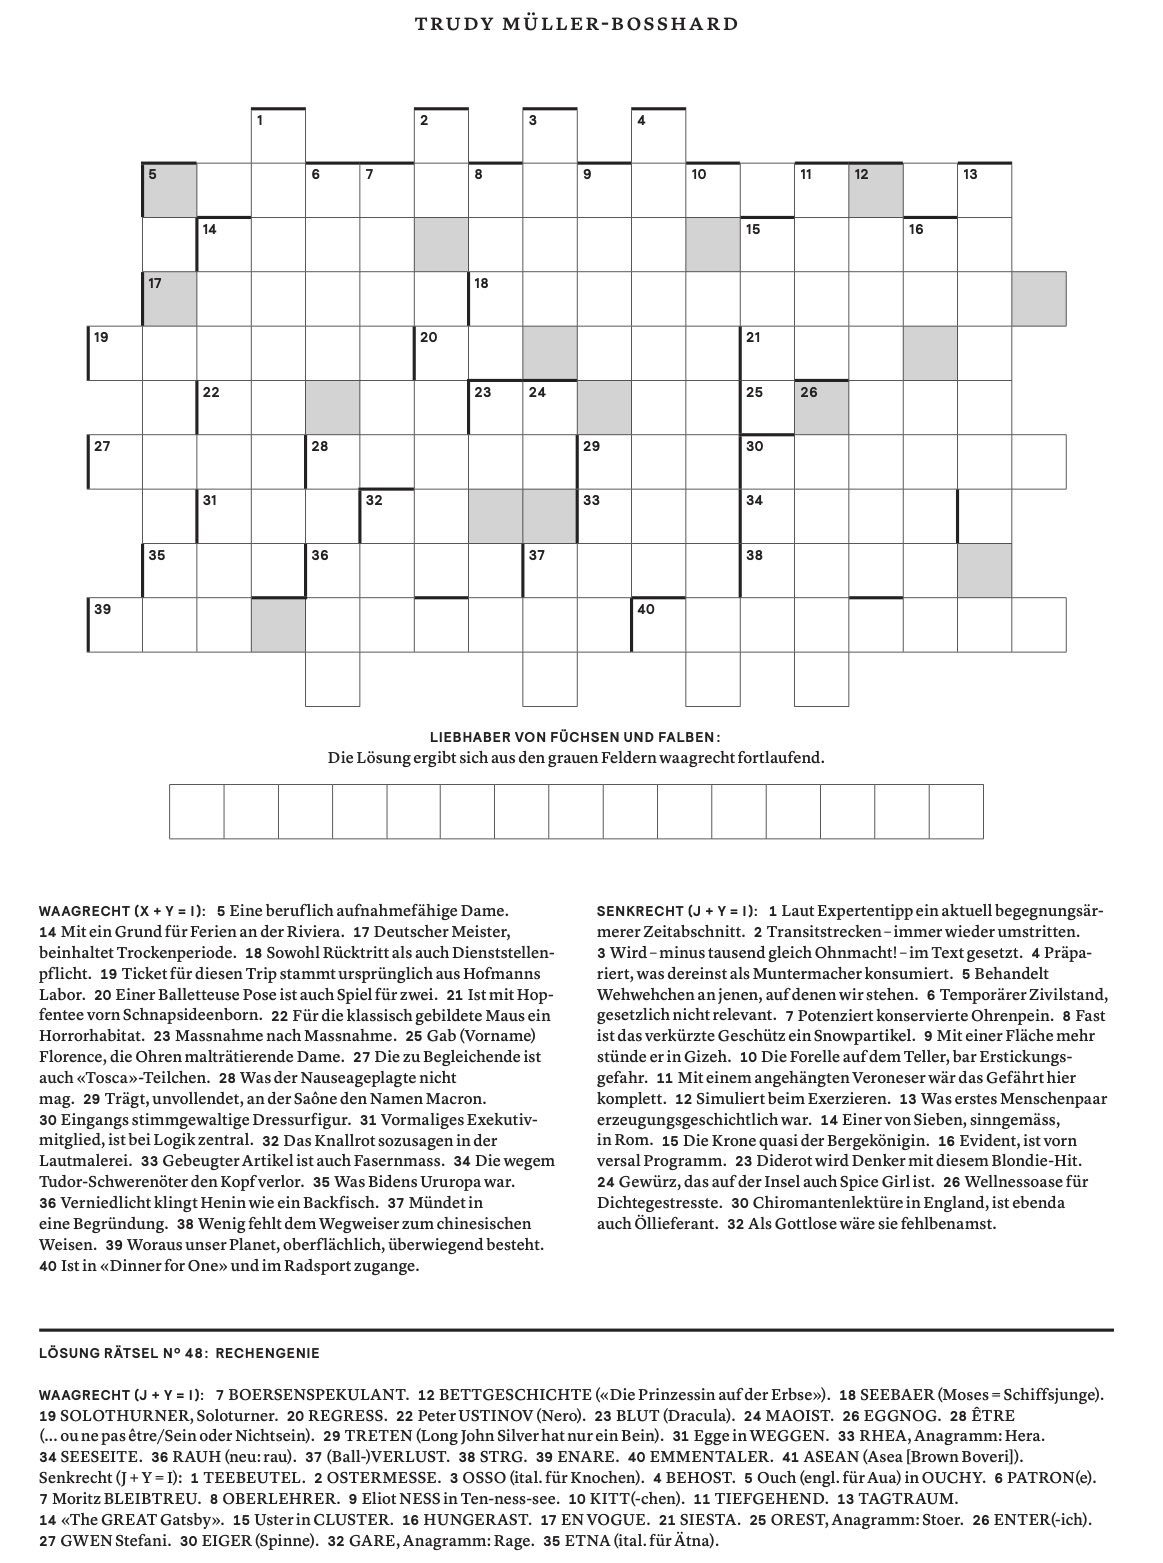 TRUDY MÜLLER-BOSSHARD
1 2 3 4
5 6 7 8 9 10 11 12 13
14 15 16
17 18
19 20 21
22 23 24 25 26
27 28 29 30
31 32 33 34
35 36 37 38
39 40
LIEBHABER VON FÜCHSEN UND FALBEN:
Die Lösung ergibt sich aus den grauen Feldern waagrecht fortlaufend.
WAAGRECHT (X + Y = I): 5 Eine beruflich aufnahmefähige Dame.
14 Mit ein Grund für Ferien an der Riviera. 17 Deutscher Meister,
beinhaltet Trockenperiode. 18 Sowohl Rücktritt als auch Dienststellen-
pflicht. 19 Ticket für diesen Trip stammt ursprünglich aus Hofmanns
Labor. 20 Einer Balletteuse Pose ist auch Spiel für zwei. 21 Ist mit Hop-
fentee vorn Schnapsideenborn. 22 Für die klassisch gebildete Maus ein
Horrorhabitat. 23 Massnahme nach Massnahme. 25 Gab (Vorname)
Florence, die Ohren malträtierende Dame. 27 Die zu Begleichende ist
auch «Tosca»-Teilchen. 28 Was der Nauseageplagte nicht
mag. 29 Trägt, unvollendet, an der Saône den Namen Macron.
30 Eingangs stimmgewaltige Dressurfigur. 31 Vormaliges Exekutiv-
mitglied, ist bei Logik zentral. 32 Das Knallrot sozusagen in der
Lautmalerei. 33 Gebeugter Artikel ist auch Fasernmass. 34 Die wegem
Tudor-Schwerenöter den Kopf verlor. 35 Was Bidens Ururopa war.
36 Verniedlicht klingt Henin wie ein Backfisch. 37 Mündet in
eine Begründung. 38 Wenig fehlt dem Wegweiser zum chinesischen
Weisen. 39 Woraus unser Planet, oberflächlich, überwiegend besteht.
40 Ist in «Dinner for One» und im Radsport zugange.
SENKRECHT (J + Y = I): 1 Laut Expertentipp ein aktuell begegnungsär-
merer Zeitabschnitt. 2 Transitstrecken – immer wieder umstritten.
3 Wird – minus tausend gleich Ohnmacht! – im Text gesetzt. 4 Präpa-
riert, was dereinst als Muntermacher konsumiert. 5 Behandelt
Wehwehchen an jenen, auf denen wir stehen. 6 Temporärer Zivilstand,
gesetzlich nicht relevant. 7 Potenziert konservierte Ohrenpein. 8 Fast
ist das verkürzte Geschütz ein Snowpartikel. 9 Mit einer Fläche mehr
stünde er in Gizeh. 10 Die Forelle auf dem Teller, bar Erstickungs-
gefahr. 11 Mit einem angehängten Veroneser wär das Gefährt hier
komplett. 12 Simuliert beim Exerzieren. 13 Was erstes Menschenpaar
erzeugungsgeschichtlich war. 14 Einer von Sieben, sinngemäss,
in Rom. 15 Die Krone quasi der Bergekönigin. 16 Evident, ist vorn
versal Programm. 23 Diderot wird Denker mit diesem Blondie-Hit.
24 Gewürz, das auf der Insel auch Spice Girl ist. 26 Wellnessoase für
Dichtegestresste. 30 Chiromantenlektüre in England, ist ebenda
auch Öllieferant. 32 Als Gottlose wäre sie fehlbenamst.
LÖSUNG RÄTSEL Nº 48: RECHENGENIE
WAAGRECHT (J + Y = I): 7 BOERSENSPEKULANT. 12 BETTGESCHICHTE («Die Prinzessin auf der Erbse»). 18 SEEBAER (Moses = Schiffsjunge).
19 SOLOTHURNER, Soloturner. 20 REGRESS. 22 Peter USTINOV (Nero). 23 BLUT (Dracula). 24 MAOIST. 26 EGGNOG. 28 ÊTRE
(... ou ne pas être/Sein oder Nichtsein). 29 TRETEN (Long John Silver hat nur ein Bein). 31 Egge in WEGGEN. 33 RHEA, Anagramm: Hera.
34 SEESEITE. 36 RAUH (neu: rau). 37 (Ball-)VERLUST. 38 STRG. 39 ENARE. 40 EMMENTALER. 41 ASEAN (Asea [Brown Boveri]).
Senkrecht (J + Y = I): 1 TEEBEUTEL. 2 OSTERMESSE. 3 OSSO (ital. für Knochen). 4 BEHOST. 5 Ouch (engl. für Aua) in OUCHY. 6 PATRON(e).
7 Moritz BLEIBTREU. 8 OBERLEHRER. 9 Eliot NESS in Ten-ness-see. 10 KITT(-chen). 11 TIEFGEHEND. 13 TAGTRAUM.
14 «The GREAT Gatsby». 15 Uster in CLUSTER. 16 HUNGERAST. 17 EN VOGUE. 21 SIESTA. 25 OREST, Anagramm: Stoer. 26 ENTER(-ich).
27 GWEN Stefani. 30 EIGER (Spinne). 32 GARE, Anagramm: Rage. 35 ETNA (ital. für Ätna).